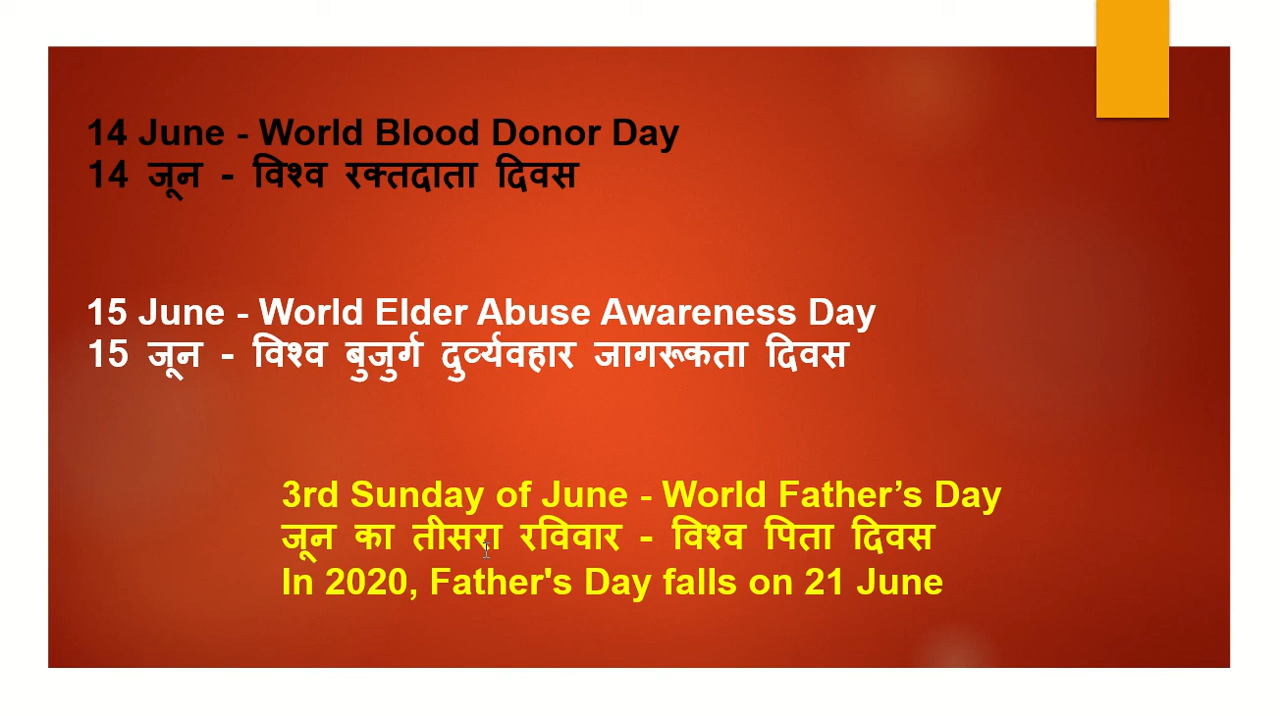 14 June - World Blood Donor Day
14 जून - विश्व रक्तदाता दिवस
15 June - World Elder Abuse Awareness Day
15 जून - विश्व बुजुर्ग दुर्व्यवहार जागरूकता दिवस
3rd Sunday of June - World Father’s Day
जून का तीसरा रविवार - विश्व पिता दिवस
In 2020, Father's Day falls on 21 June